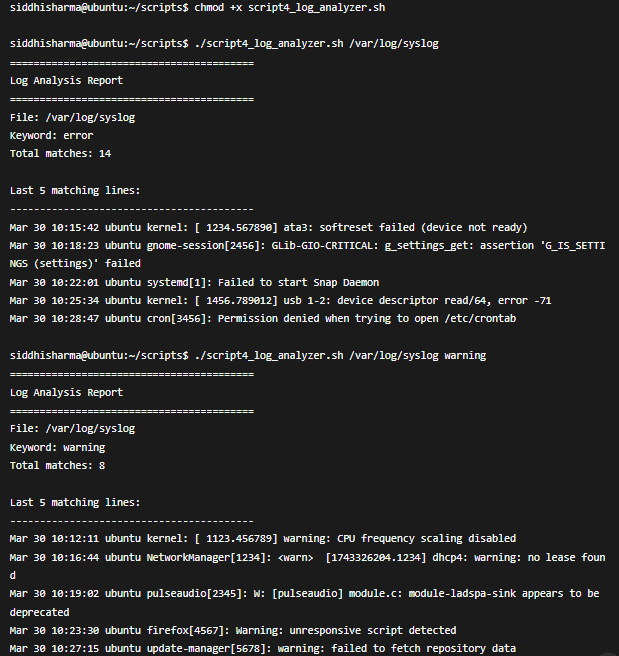 siddhisharma@ubuntu:~/scripts$ chmod +x script4_log_analyzer.sh
siddhisharma@ubuntu:~/scripts$ ./script4_log_analyzer.sh /var/log/syslog
==========================================
Log Analysis Report
==========================================
File: /var/log/syslog
Keyword: error
Total matches: 14
Last 5 matching lines:
------------------------------------------
Mar 30 10:15:42 ubuntu kernel: [ 1234.567890] ata3: softreset failed (device not ready)
Mar 30 10:18:23 ubuntu gnome-session[2456]: GLib-GIO-CRITICAL: g_settings_get: assertion 'G_IS_SETTI
NGS (settings)' failed
Mar 30 10:22:01 ubuntu systemd[1]: Failed to start Snap Daemon
Mar 30 10:25:34 ubuntu kernel: [ 1456.789012] usb 1-2: device descriptor read/64, error -71
Mar 30 10:28:47 ubuntu cron[3456]: Permission denied when trying to open /etc/crontab
siddhisharma@ubuntu:~/scripts$ ./script4_log_analyzer.sh /var/log/syslog warning
==========================================
Log Analysis Report
==========================================
File: /var/log/syslog
Keyword: warning
Total matches: 8
Last 5 matching lines:
------------------------------------------
Mar 30 10:12:11 ubuntu kernel: [ 1123.456789] warning: CPU frequency scaling disabled
Mar 30 10:16:44 ubuntu NetworkManager[1234]: <warn>  [1743326204.1234] dhcp4: warning: no lease foun
d
Mar 30 10:19:02 ubuntu pulseaudio[2345]: W: [pulseaudio] module.c: module-ladspa-sink appears to be
deprecated
Mar 30 10:23:30 ubuntu firefox[4567]: Warning: unresponsive script detected
Mar 30 10:27:15 ubuntu update-manager[5678]: warning: failed to fetch repository data